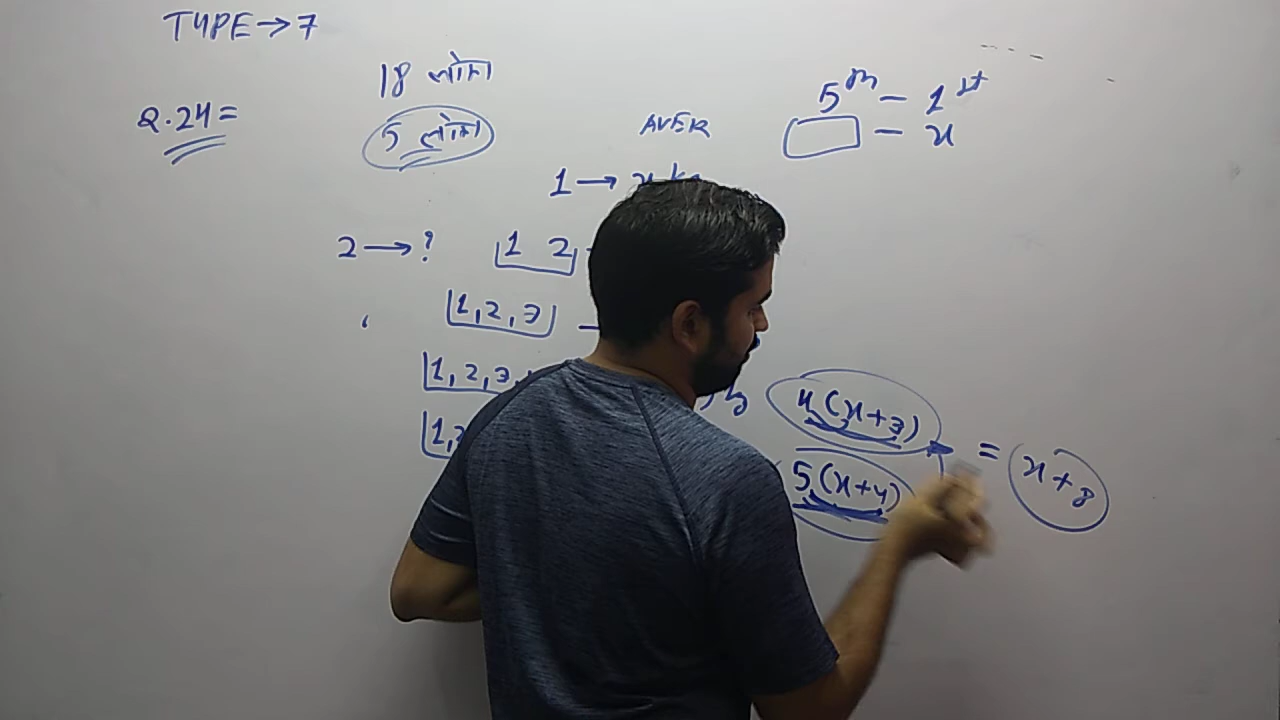 TYPE → 7
18 लोग
Q.24 =
5 लोग
AVER
5th – 1st
– x
1 →
2 → ?
1 2
1, 2, 3
1, 2, 3,
4(x+3)
5(x+4)
= x+8